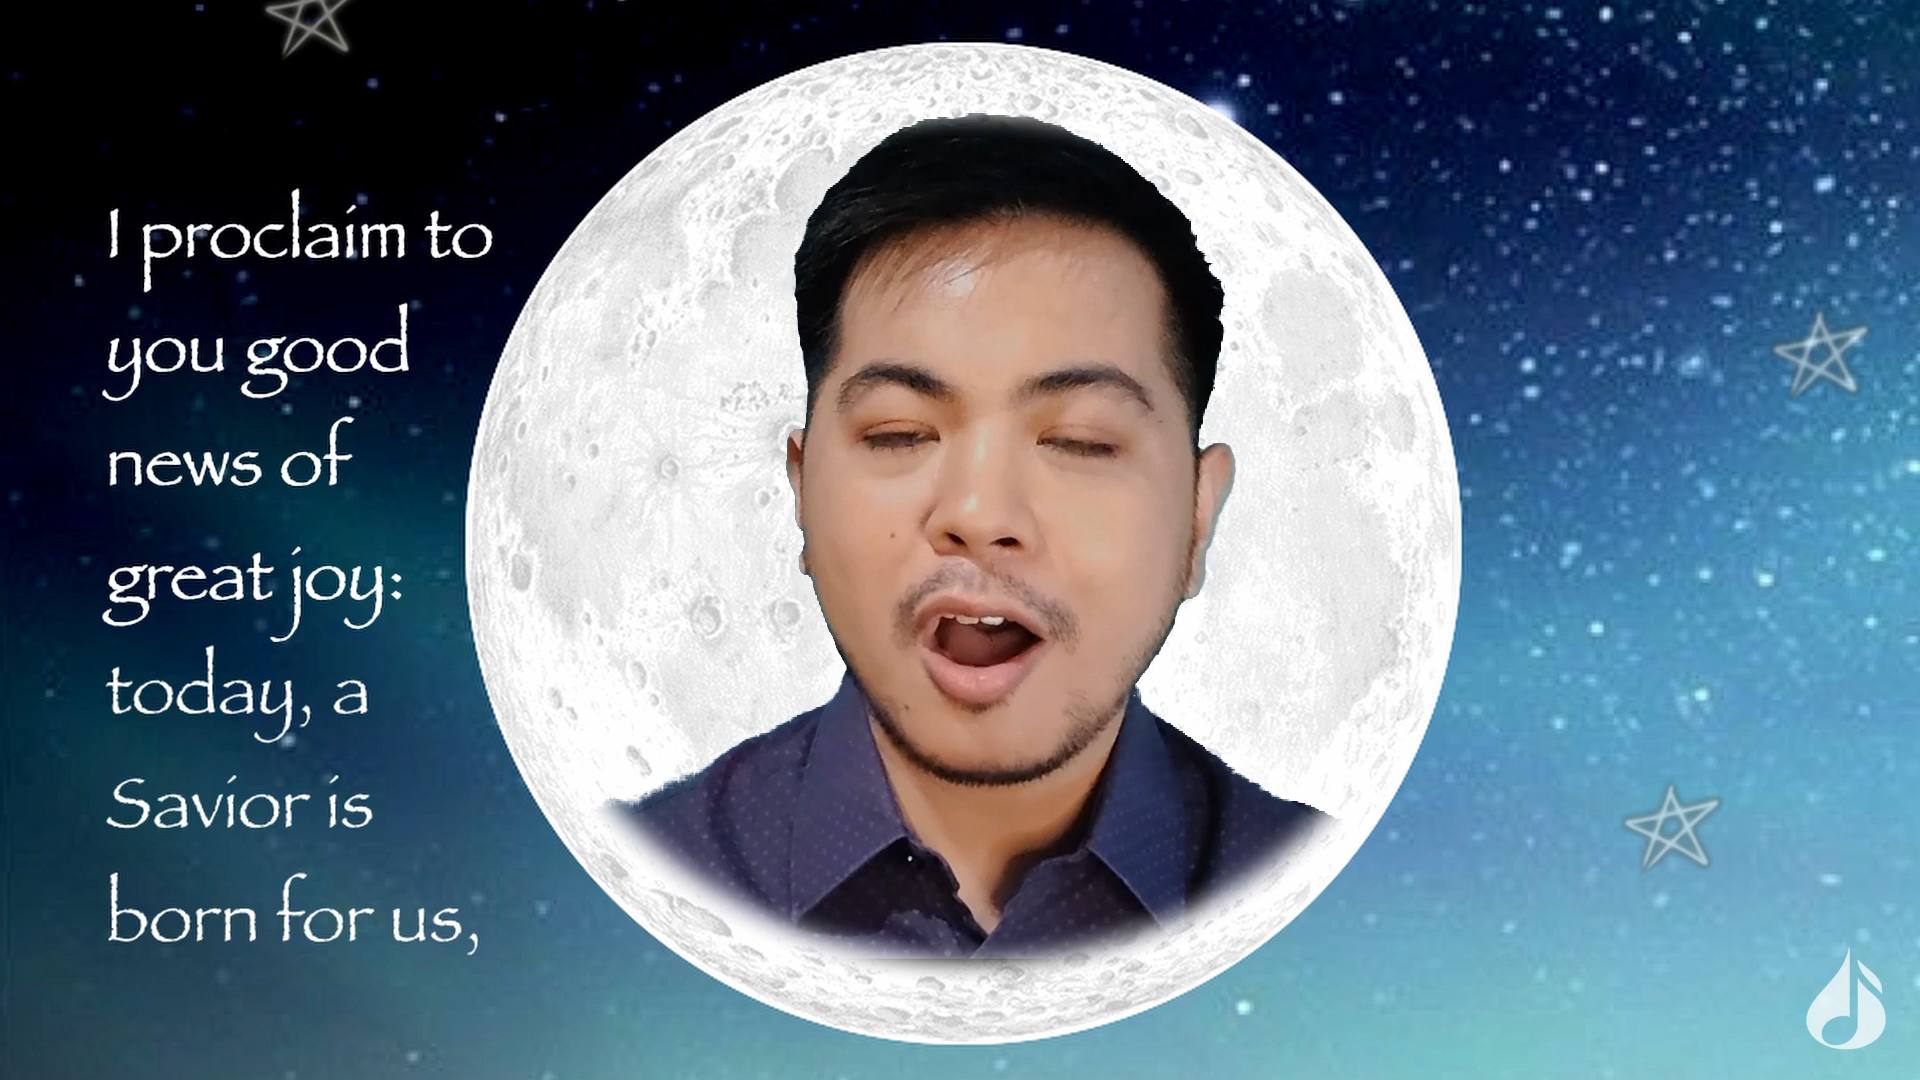 I proclaim to
you good
news of
great joy:
today, a
Savior is
born for us,